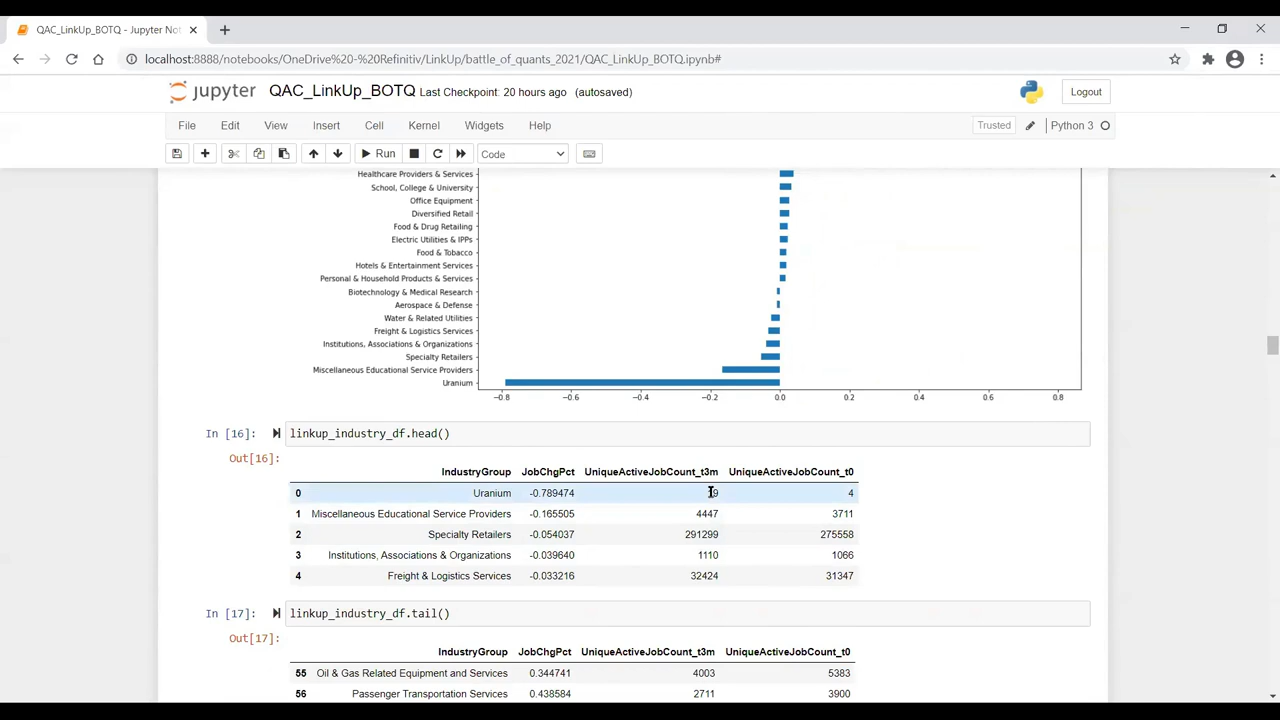 QAC_LinkUp_BOTQ - Jupyter Not
localhost:8888/notebooks/OneDrive%20-%20Refinitiv/LinkUp/battle_of_quants_2021/QAC_LinkUp_BOTQ.ipynb#
jupyter QAC_LinkUp_BOTQ Last Checkpoint: 20 hours ago (autosaved) Logout
File Edit View Insert Cell Kernel Widgets Help Trusted Python 3
Run Code
Healthcare Providers & Services
School, College & University
Office Equipment
Diversified Retail
Food & Drug Retailing
Electric Utilities & IPPs
Food & Tobacco
Hotels & Entertainment Services
Personal & Household Products & Services
Biotechnology & Medical Research
Aerospace & Defense
Water & Related Utilities
Freight & Logistics Services
Institutions, Associations & Organizations
Specialty Retailers
Miscellaneous Educational Service Providers
Uranium
−0.8 −0.6 −0.4 −0.2 0.0 0.2 0.4 0.6 0.8
In [16]: linkup_industry_df.head()
Out[16]:
IndustryGroup JobChgPct UniqueActiveJobCount_t3m UniqueActiveJobCount_t0
0 Uranium -0.789474 4
1 Miscellaneous Educational Service Providers -0.165505 4447 3711
2 Specialty Retailers -0.054037 291299 275558
3 Institutions, Associations & Organizations -0.039640 1110 1066
4 Freight & Logistics Services -0.033216 32424 31347
In [17]: linkup_industry_df.tail()
Out[17]:
IndustryGroup JobChgPct UniqueActiveJobCount_t3m UniqueActiveJobCount_t0
55 Oil & Gas Related Equipment and Services 0.344741 4003 5383
56 Passenger Transportation Services 0.438584 2711 3900